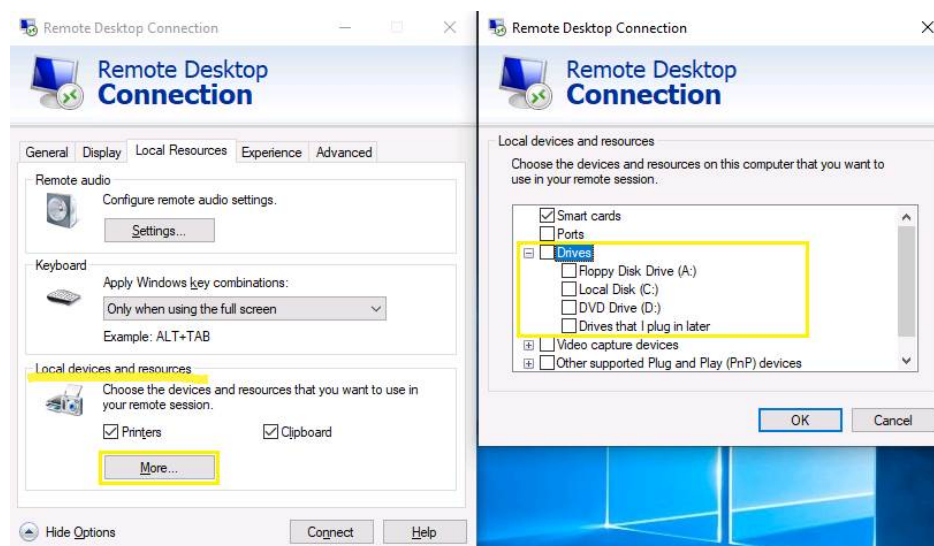 Remote Desktop Connection
Remote Desktop
Connection
General Display Local Resources Experience Advanced
Remote audio
Configure remote audio settings.
Settings...
Keyboard
Apply Windows key combinations:
Only when using the full screen
Example: ALT+TAB
Local devices and resources
Choose the devices and resources that you want to use in
your remote session.
Printers Clipboard
More...
Hide Options Connect Help
Remote Desktop Connection
Remote Desktop
Connection
Local devices and resources
Choose the devices and resources on this computer that you want to
use in your remote session.
Smart cards
Ports
Drives
Floppy Disk Drive (A:)
Local Disk (C:)
DVD Drive (D:)
Drives that I plug in later
Video capture devices
Other supported Plug and Play (PnP) devices
OK Cancel